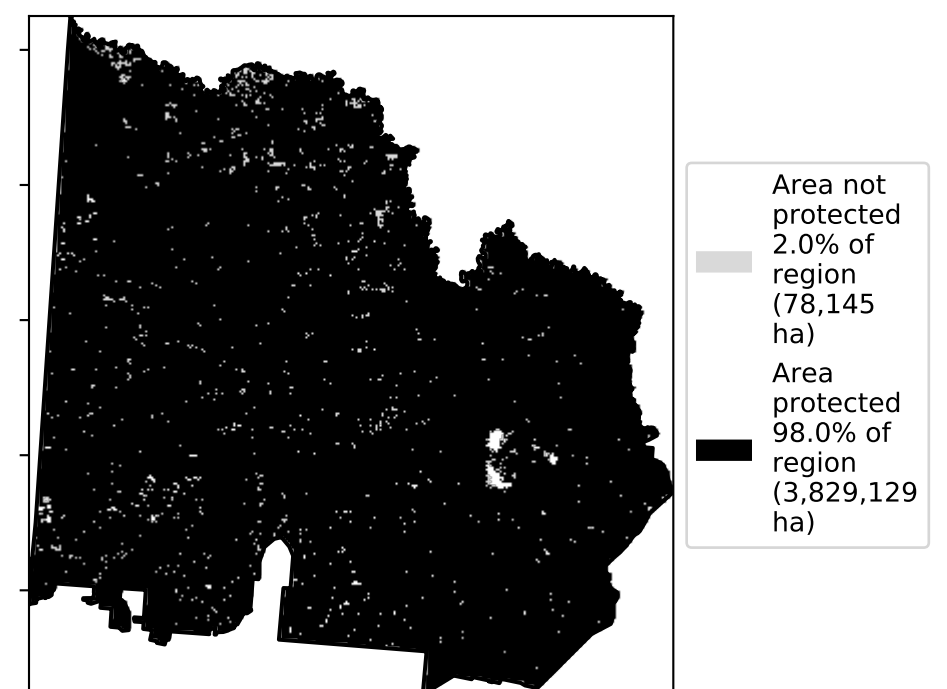 Area not
protected
2.0% of
region
(78,145
ha)
Area
protected
98.0% of
region
(3,829,129
ha)